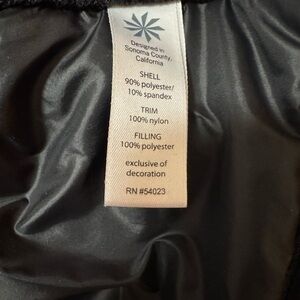 Designed in
Sonoma County,
California
SHELL
90% polyester/
10% spandex
TRIM
100% nylon
FILLING
100% polyester
exclusive of
decoration
RN #54023